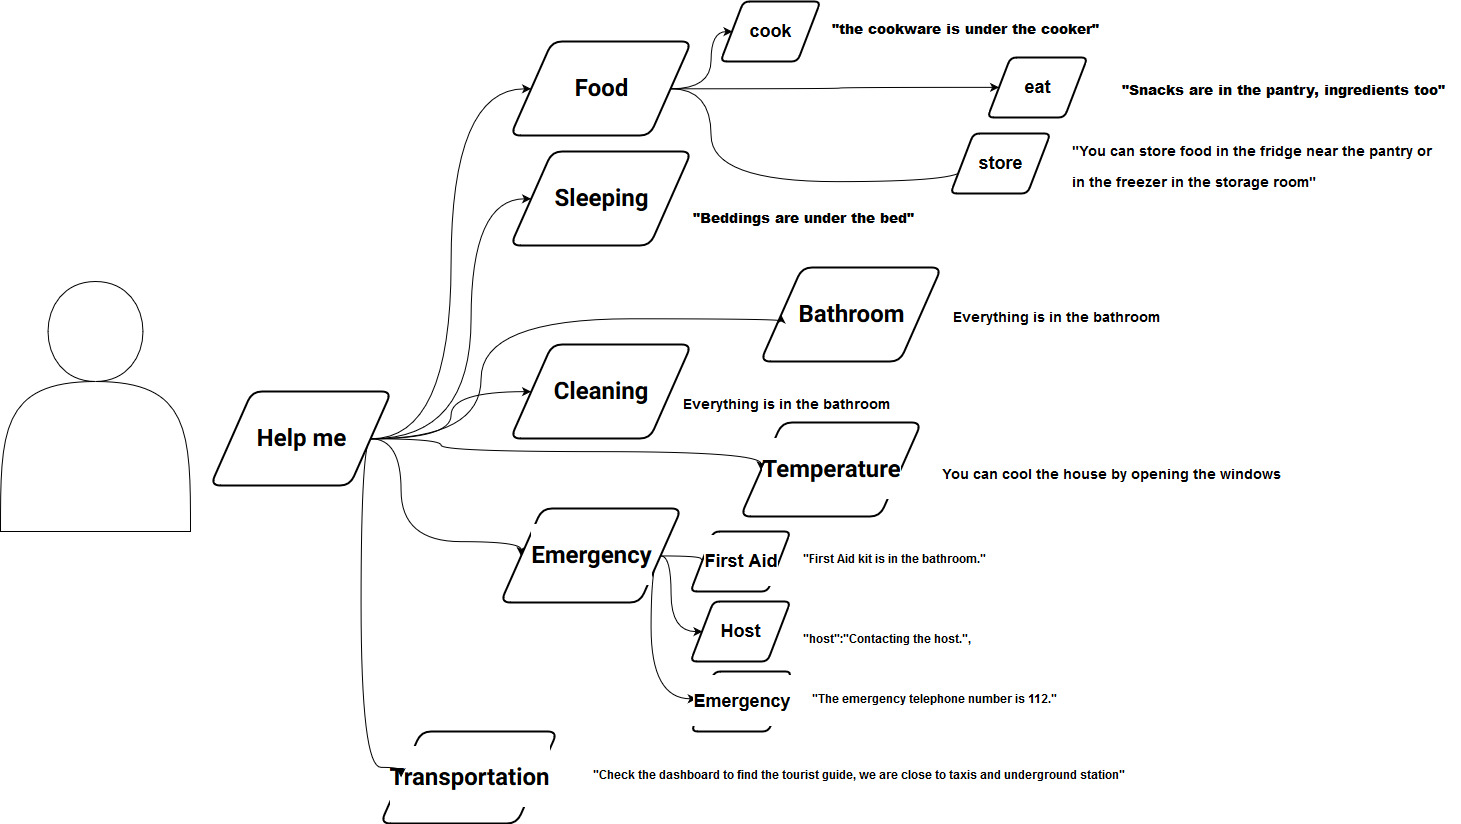 cook
"the cookware is under the cooker"
Food
eat
"Snacks are in the pantry, ingredients too"
store
"You can store food in the fridge near the pantry or
in the freezer in the storage room"
Sleeping
"Beddings are under the bed"
Bathroom
Everything is in the bathroom
Cleaning
Everything is in the bathroom
Help me
Temperature
You can cool the house by opening the windows
Emergency
First Aid
"First Aid kit is in the bathroom."
Host
"host":"Contacting the host.",
Emergency
"The emergency telephone number is 112."
Transportation
"Check the dashboard to find the tourist guide, we are close to taxis and underground station"